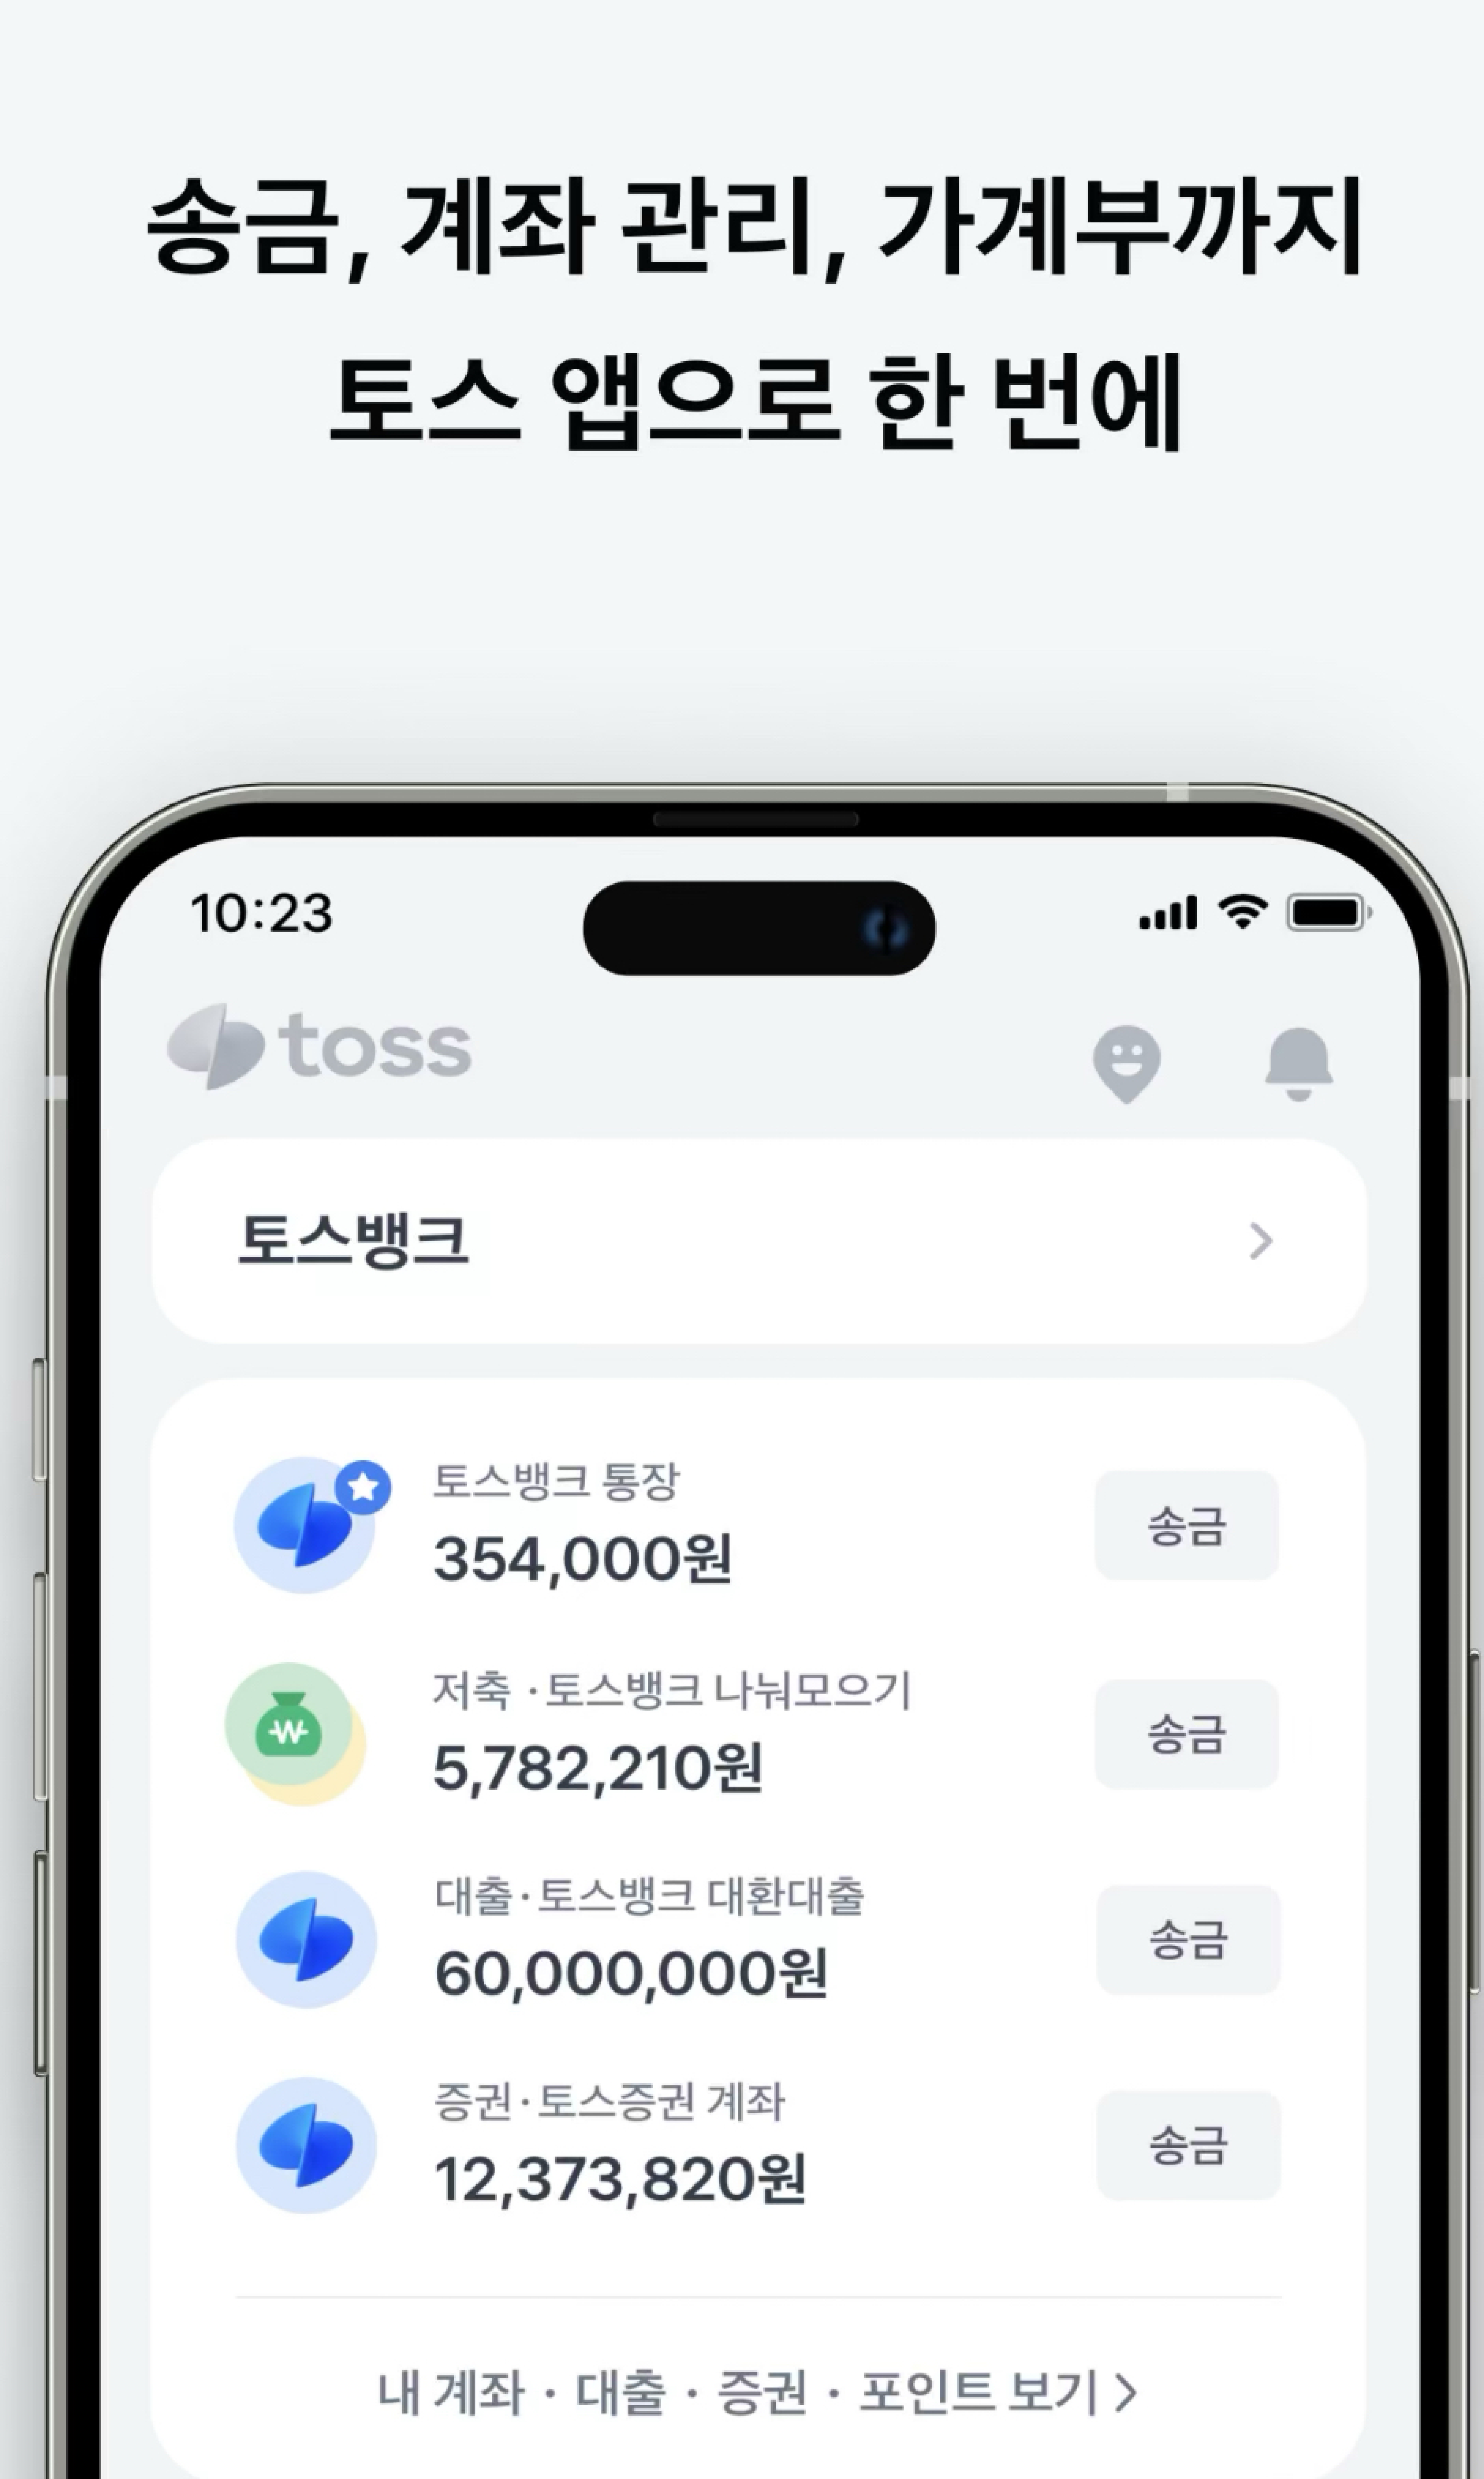 송금, 계좌 관리, 가계부까지
토스 앱으로 한 번에
10:23
toss
토스뱅크
토스뱅크 통장
354,000원
송금
저축 · 토스뱅크 나눠모으기
5,782,210원
송금
대출 · 토스뱅크 대환대출
60,000,000원
송금
증권 · 토스증권 계좌
12,373,820원
송금
내 계좌 · 대출 · 증권 · 포인트 보기 >